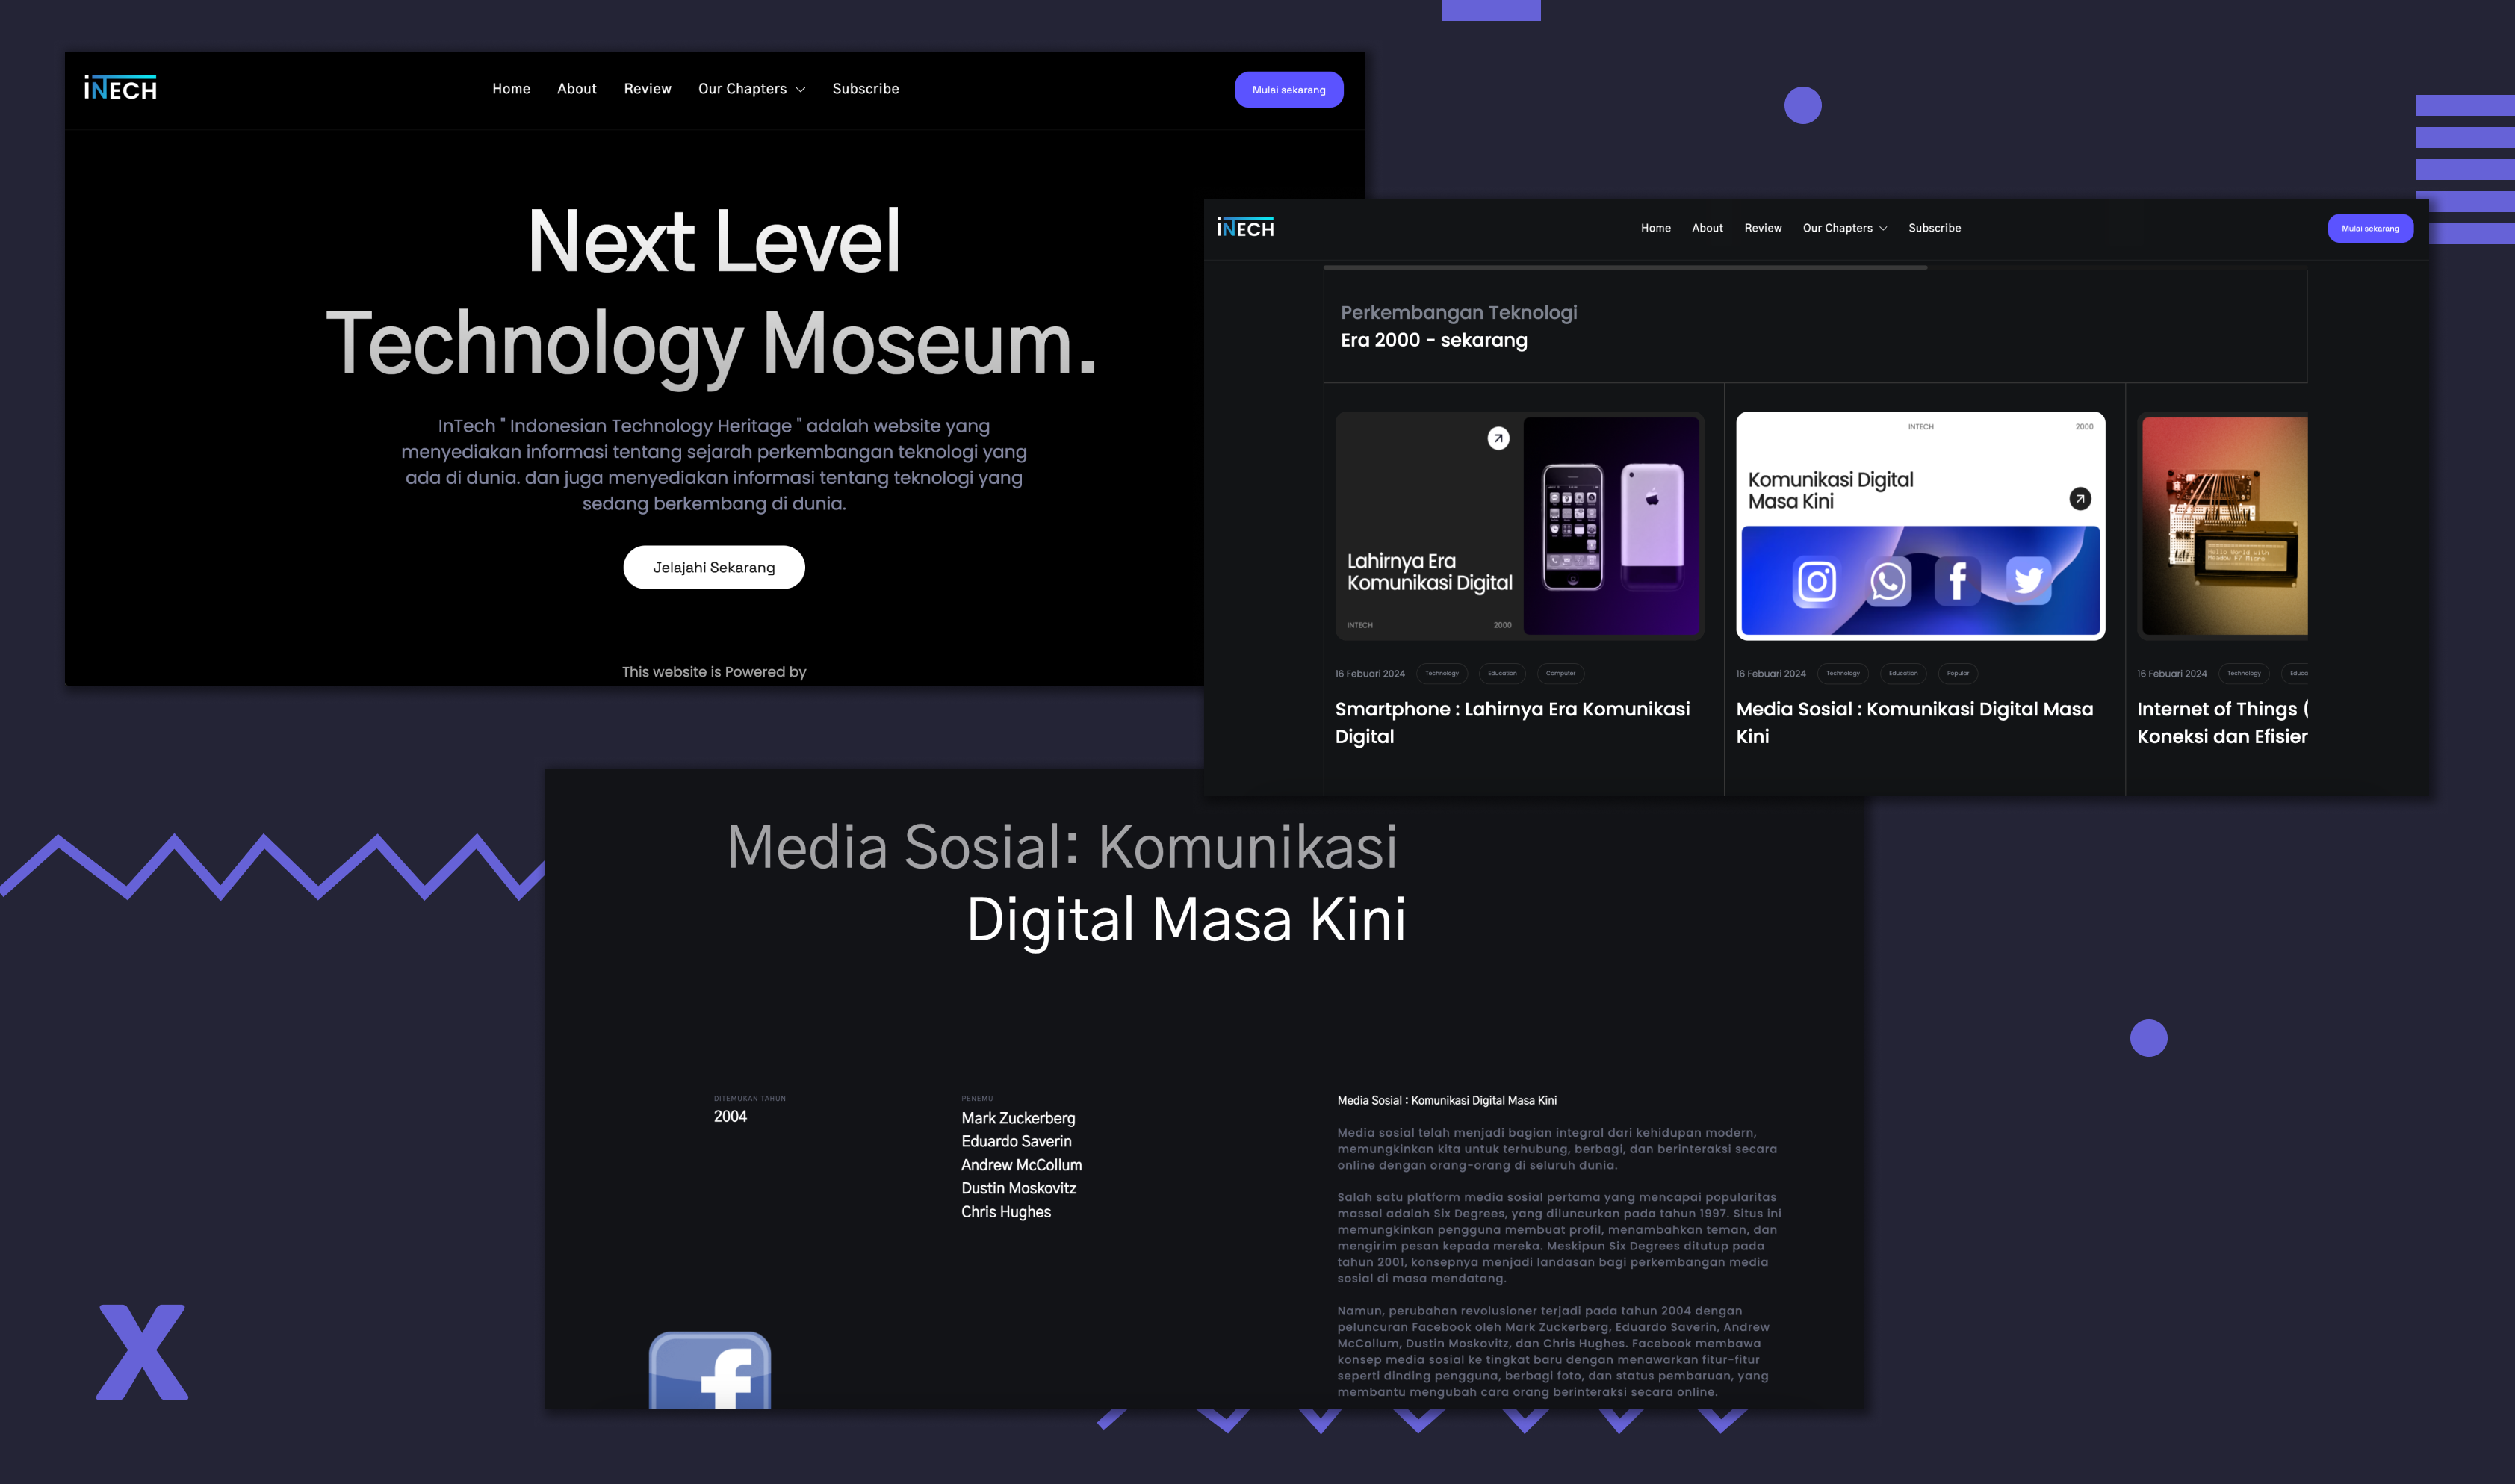 iNTECH
Home About Review Our Chapters Subscribe
Mulai sekarang
Next Level
Technology Moseum.
InTech " Indonesian Technology Heritage " adalah website yang
menyediakan informasi tentang sejarah perkembangan teknologi yang
ada di dunia. dan juga menyediakan informasi tentang teknologi yang
sedang berkembang di dunia.
Jelajahi Sekarang
This website is Powered by
iNTECH
Home About Review Our Chapters Subscribe
Mulai sekarang
Perkembangan Teknologi
Era 2000 - sekarang
Lahirnya Era
Komunikasi Digital
INTECH 2000
16 Febuari 2024 Technology Education Computer
Smartphone : Lahirnya Era Komunikasi
Digital
INTECH 2000
Komunikasi Digital
Masa Kini
16 Febuari 2024 Technology Education Popular
Media Sosial : Komunikasi Digital Masa
Kini
Hello World with
Meadow F7 Micro
16 Febuari 2024 Technology Educa
Internet of Things (
Koneksi dan Efisier
Media Sosial: Komunikasi
Digital Masa Kini
DITEMUKAN TAHUN
2004
PENEMU
Mark Zuckerberg
Eduardo Saverin
Andrew McCollum
Dustin Moskovitz
Chris Hughes
Media Sosial : Komunikasi Digital Masa Kini
Media sosial telah menjadi bagian integral dari kehidupan modern,
memungkinkan kita untuk terhubung, berbagi, dan berinteraksi secara
online dengan orang-orang di seluruh dunia.
Salah satu platform media sosial pertama yang mencapai popularitas
massal adalah Six Degrees, yang diluncurkan pada tahun 1997. Situs ini
memungkinkan pengguna membuat profil, menambahkan teman, dan
mengirim pesan kepada mereka. Meskipun Six Degrees ditutup pada
tahun 2001, konsepnya menjadi landasan bagi perkembangan media
sosial di masa mendatang.
Namun, perubahan revolusioner terjadi pada tahun 2004 dengan
peluncuran Facebook oleh Mark Zuckerberg, Eduardo Saverin, Andrew
McCollum, Dustin Moskovitz, dan Chris Hughes. Facebook membawa
konsep media sosial ke tingkat baru dengan menawarkan fitur-fitur
seperti dinding pengguna, berbagi foto, dan status pembaruan, yang
membantu mengubah cara orang berinteraksi secara online.
X